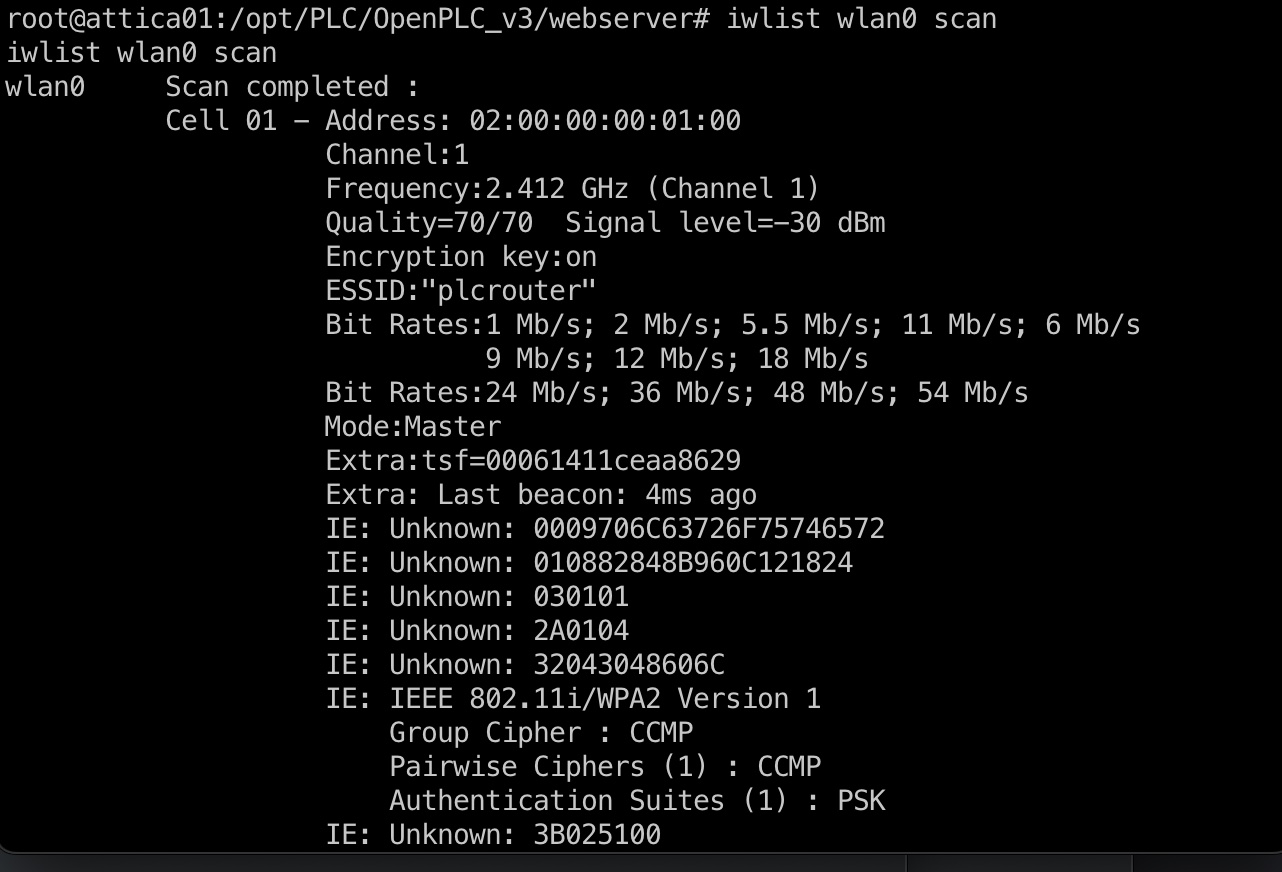 root@attica01:/opt/PLC/OpenPLC_v3/webserver# iwlist wlan0 scan
iwlist wlan0 scan
wlan0     Scan completed :
          Cell 01 - Address: 02:00:00:00:01:00
                    Channel:1
                    Frequency:2.412 GHz (Channel 1)
                    Quality=70/70  Signal level=-30 dBm
                    Encryption key:on
                    ESSID:"plcrouter"
                    Bit Rates:1 Mb/s; 2 Mb/s; 5.5 Mb/s; 11 Mb/s; 6 Mb/s
                              9 Mb/s; 12 Mb/s; 18 Mb/s
                    Bit Rates:24 Mb/s; 36 Mb/s; 48 Mb/s; 54 Mb/s
                    Mode:Master
                    Extra:tsf=00061411ceaa8629
                    Extra: Last beacon: 4ms ago
                    IE: Unknown: 0009706C63726F75746572
                    IE: Unknown: 010882848B960C121824
                    IE: Unknown: 030101
                    IE: Unknown: 2A0104
                    IE: Unknown: 32043048606C
                    IE: IEEE 802.11i/WPA2 Version 1
                        Group Cipher : CCMP
                        Pairwise Ciphers (1) : CCMP
                        Authentication Suites (1) : PSK
                    IE: Unknown: 3B025100